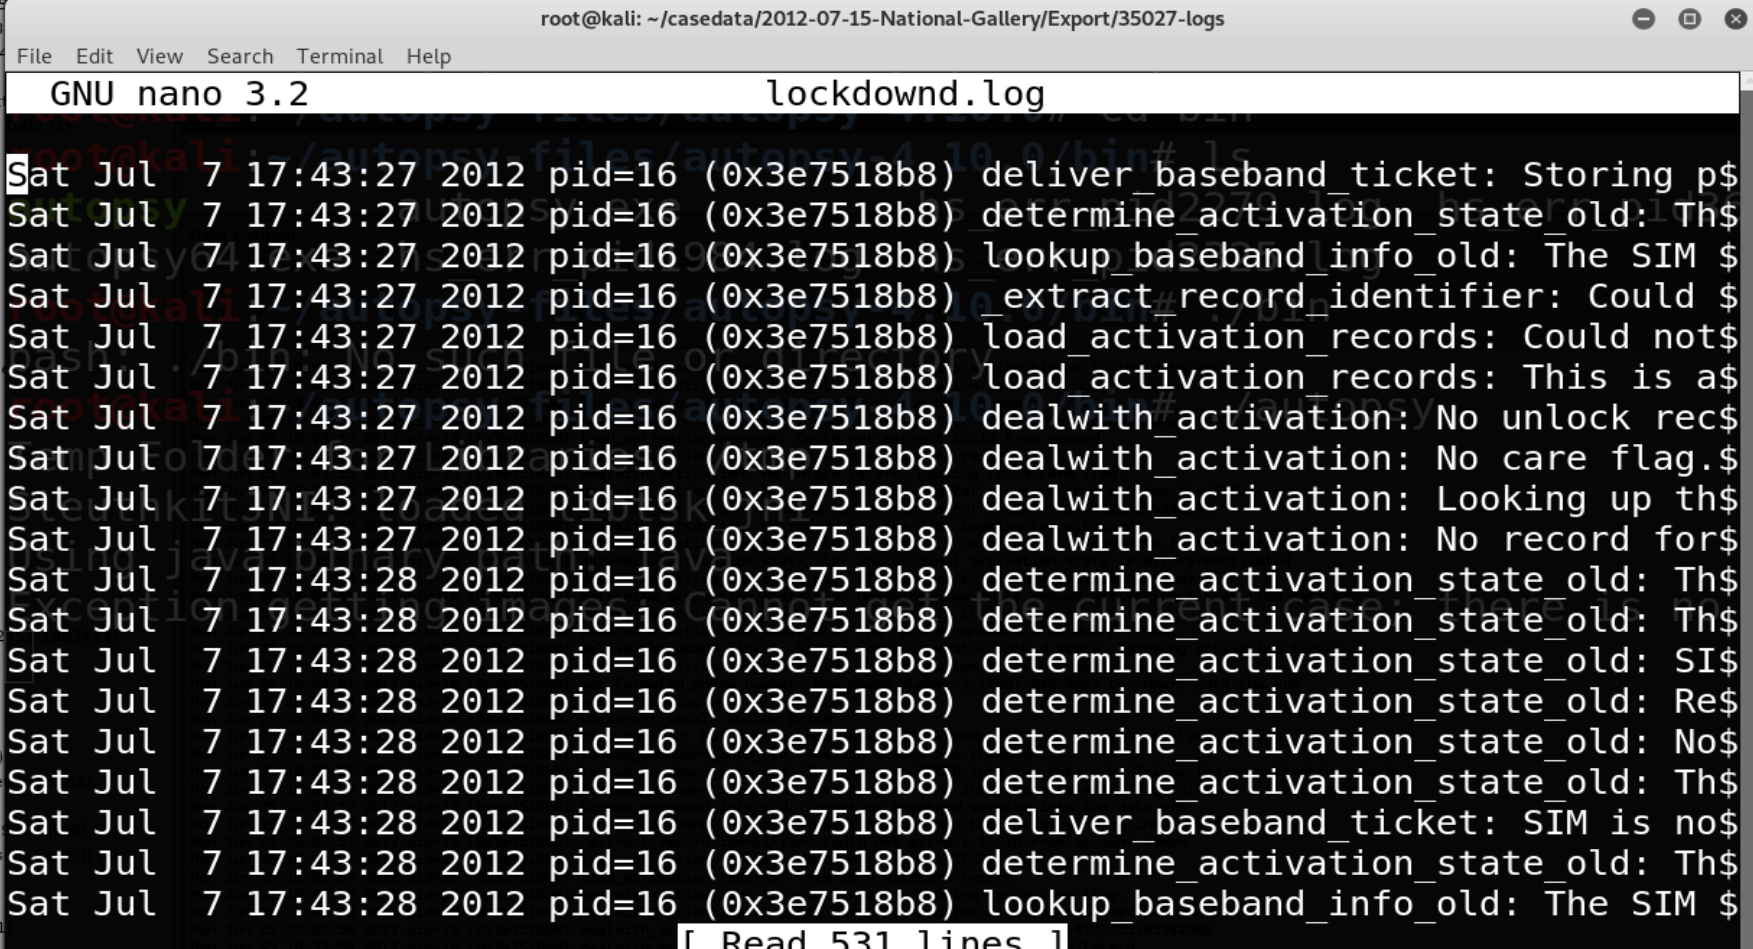 root@kali: ~/casedata/2012-07-15-National-Gallery/Export/35027-logs
File Edit View Search Terminal Help
GNU nano 3.2 lockdownd.log
Sat Jul  7 17:43:27 2012 pid=16 (0x3e7518b8) deliver_baseband_ticket: Storing p$
Sat Jul  7 17:43:27 2012 pid=16 (0x3e7518b8) determine_activation_state_old: Th$
Sat Jul  7 17:43:27 2012 pid=16 (0x3e7518b8) lookup_baseband_info_old: The SIM $
Sat Jul  7 17:43:27 2012 pid=16 (0x3e7518b8) _extract_record_identifier: Could $
Sat Jul  7 17:43:27 2012 pid=16 (0x3e7518b8) load_activation_records: Could not$
Sat Jul  7 17:43:27 2012 pid=16 (0x3e7518b8) load_activation_records: This is a$
Sat Jul  7 17:43:27 2012 pid=16 (0x3e7518b8) dealwith_activation: No unlock rec$
Sat Jul  7 17:43:27 2012 pid=16 (0x3e7518b8) dealwith_activation: No care flag.$
Sat Jul  7 17:43:27 2012 pid=16 (0x3e7518b8) dealwith_activation: Looking up th$
Sat Jul  7 17:43:27 2012 pid=16 (0x3e7518b8) dealwith_activation: No record for$
Sat Jul  7 17:43:28 2012 pid=16 (0x3e7518b8) determine_activation_state_old: Th$
Sat Jul  7 17:43:28 2012 pid=16 (0x3e7518b8) determine_activation_state_old: Th$
Sat Jul  7 17:43:28 2012 pid=16 (0x3e7518b8) determine_activation_state_old: SI$
Sat Jul  7 17:43:28 2012 pid=16 (0x3e7518b8) determine_activation_state_old: Re$
Sat Jul  7 17:43:28 2012 pid=16 (0x3e7518b8) determine_activation_state_old: No$
Sat Jul  7 17:43:28 2012 pid=16 (0x3e7518b8) determine_activation_state_old: Th$
Sat Jul  7 17:43:28 2012 pid=16 (0x3e7518b8) deliver_baseband_ticket: SIM is no$
Sat Jul  7 17:43:28 2012 pid=16 (0x3e7518b8) determine_activation_state_old: Th$
Sat Jul  7 17:43:28 2012 pid=16 (0x3e7518b8) lookup_baseband_info_old: The SIM $
[ Read 531 lines ]